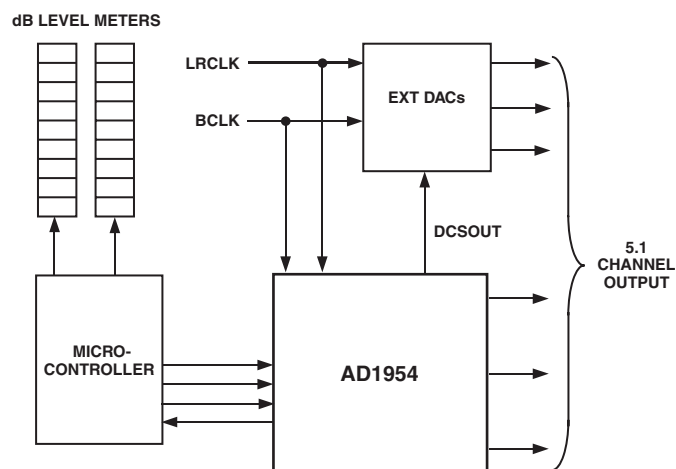 dB LEVEL METERS
LRCLK
EXT DACs
BCLK
DCSOUT
5.1
CHANNEL
OUTPUT
MICRO-
CONTROLLER
AD1954